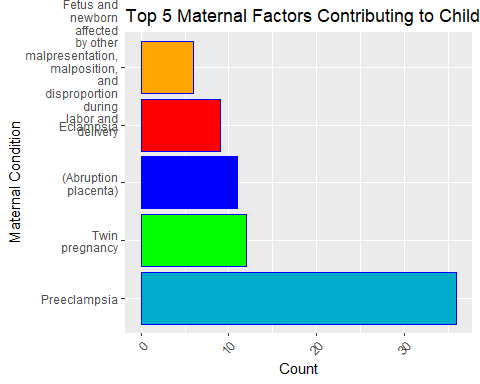 Top 5 Maternal Factors Contributing to Child
Maternal Condition
Fetus and
newborn
affected
by other
malpresentation,
malposition,
and
disproportion
during
labor and
delivery
Eclampsia
(Abruption
placenta)
Twin
pregnancy
Preeclampsia
0
10
20
30
Count